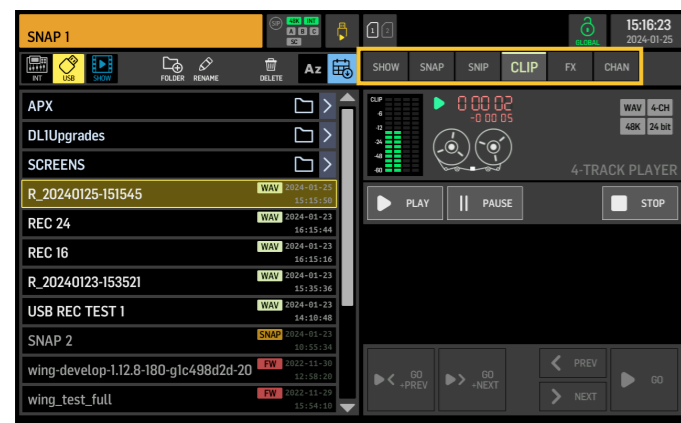 SNAP 1
SIP
48K INT
A B C
SC
1 2
GLOBAL
15:16:23
2024-01-25
INT
USB
SHOW
FOLDER
RENAME
DELETE
AZ
SHOW
SNAP
SNIP
CLIP
FX
CHAN
APX
DL1Upgrades
SCREENS
R_20240125-151545
WAV
2024-01-25
15:15:50
REC 24
WAV
2024-01-23
16:15:44
REC 16
WAV
2024-01-23
16:15:16
R_20240123-153521
WAV
2024-01-23
15:35:36
USB REC TEST 1
WAV
2024-01-23
14:10:48
SNAP 2
SNAP
2024-01-23
10:55:34
wing-develop-1.12.8-180-g1c498d2d-20
FW
2022-11-30
12:58:20
wing_test_full
FW
2022-11-29
15:54:10
CLIP
-6
-12
-24
-48
-60
0 00 02
-0 00 05
WAV
4-CH
48K
24 bit
4-TRACK PLAYER
PLAY
PAUSE
STOP
GO
+PREV
GO
+NEXT
PREV
NEXT
GO